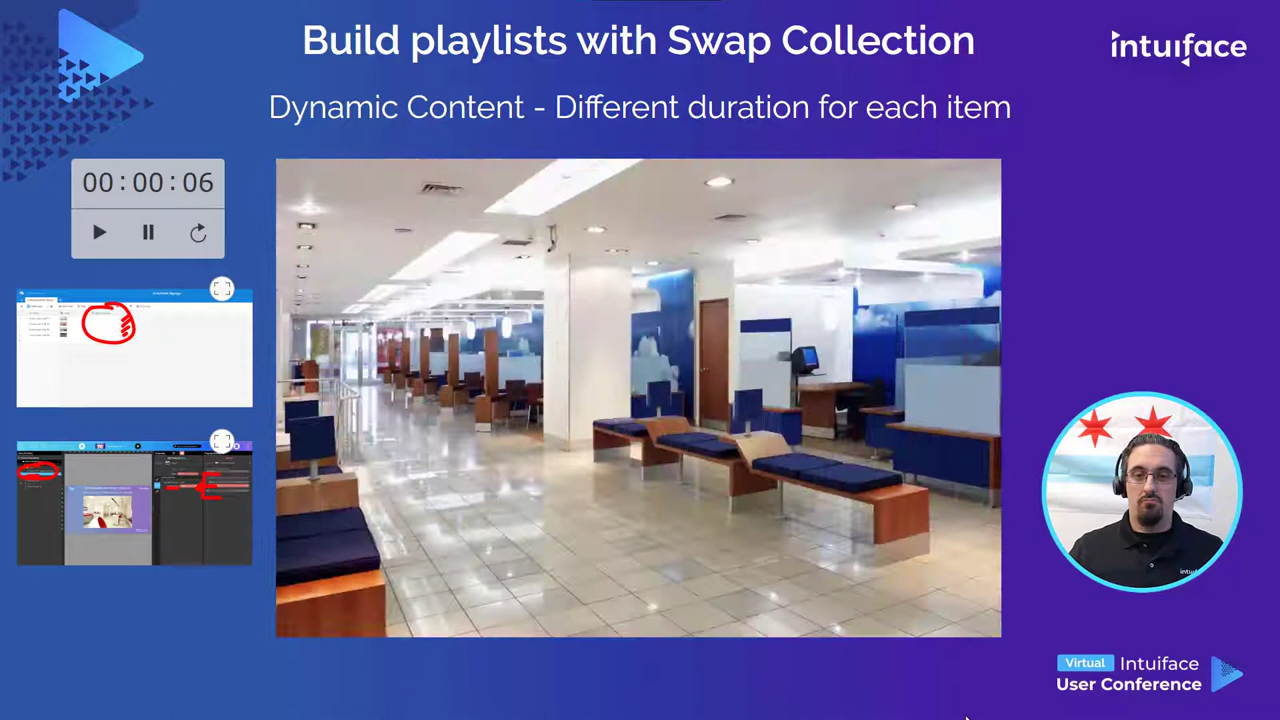 Build playlists with Swap Collection
intuiface
Dynamic Content - Different duration for each item
00:00:06
Virtual Intuiface
User Conference